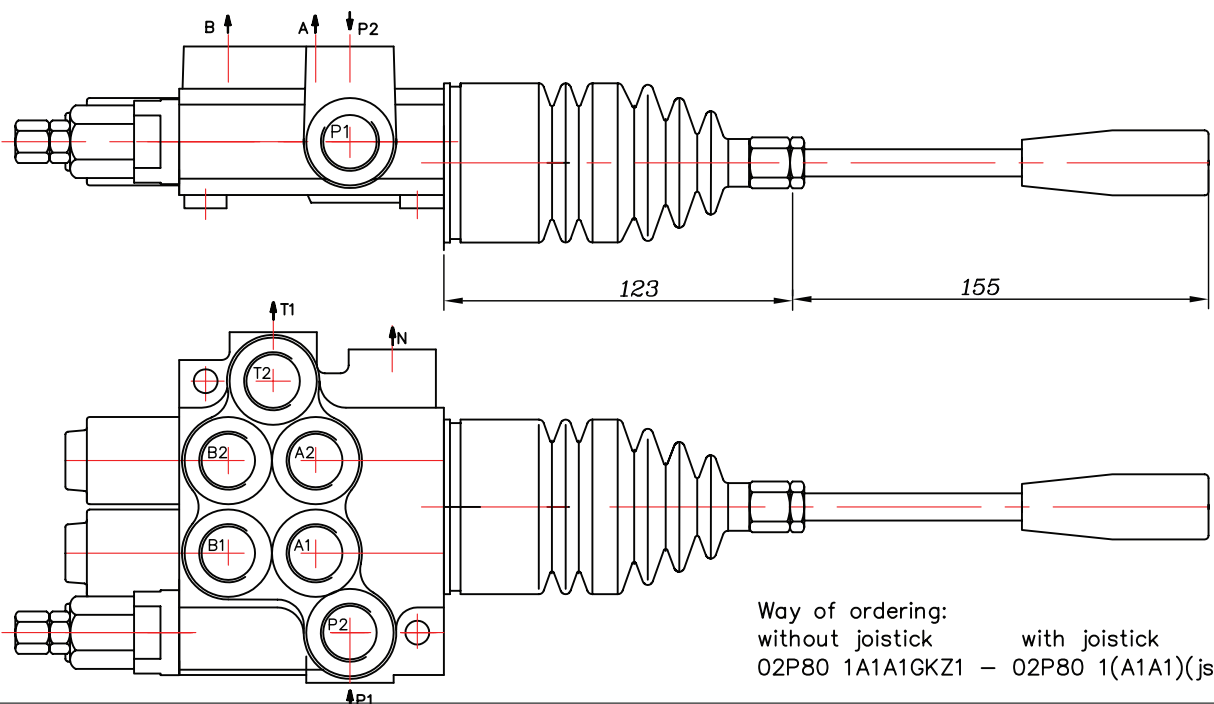 B A P2
P1
123 155
T1
N
T2
B2 A2
B1 A1
P2
P1
Way of ordering:
without joistick with joistick
02P80 1A1A1GKZ1 – 02P80 1(A1A1)(js